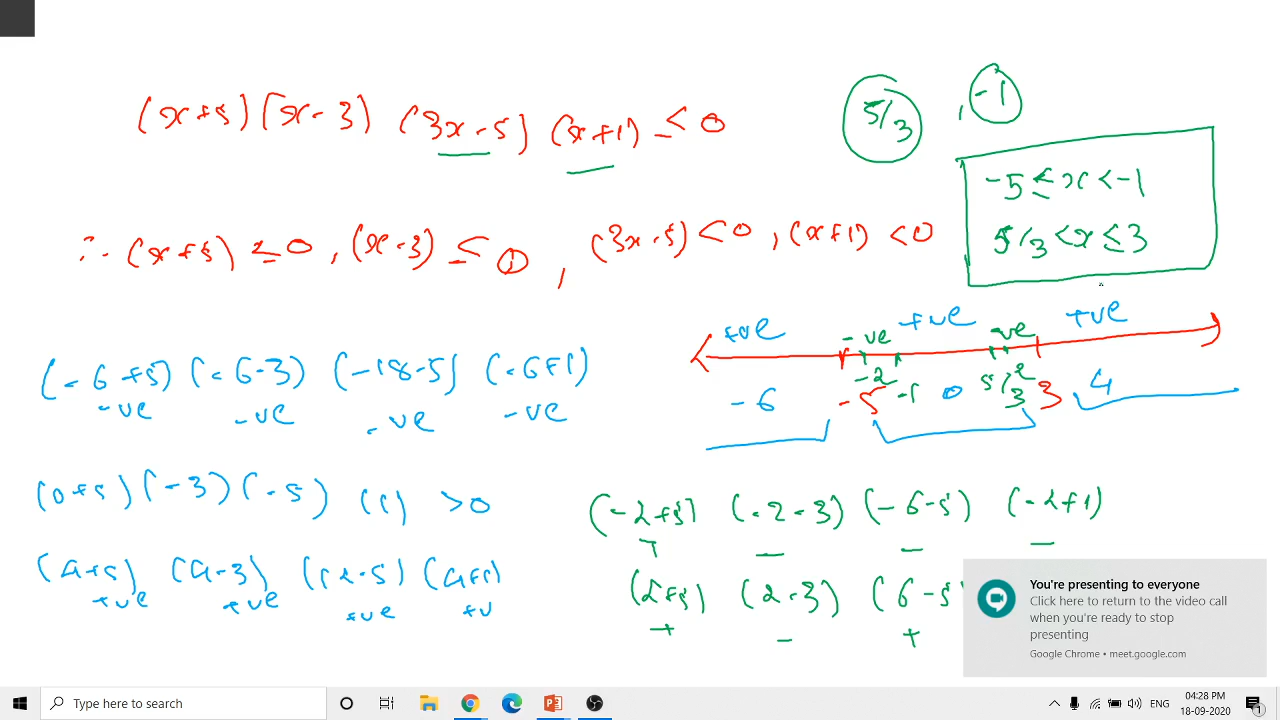 (x+5)(x-3)(3x-5)(x+1) ≤ 0
5/3, -1
-5 ≤ x < -1
5/3 < x ≤ 3
∴ (x+5) ≤ 0, (x-3) ≤ 0, (3x-5) < 0, (x+1) < 0
+ve -ve +ve -ve +ve
-2 2
-6 -5 -1 0 5/3 3 4
(-6+5)(-6-3)(-18-5)(-6+1)
-ve -ve -ve -ve
(0+5)(-3)(-5)(1) > 0
(4+5)(4-3)(12-5)(4+1)
+ve +ve +ve +v
(-2+5)(-2-3)(-6-5)(-2+1)
+ - - -
(2+5)(2-3)(6-5
+ - +
You're presenting to everyone
Click here to return to the video call
when you're ready to stop
presenting
Google Chrome • meet.google.com
Type here to search
ENG
04:28 PM
18-09-2020
1